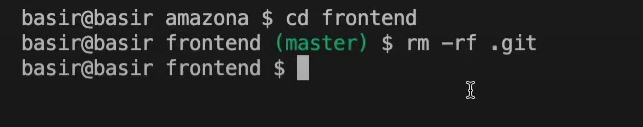 basir@basir amazona $ cd frontend
basir@basir frontend (master) $ rm -rf .git
basir@basir frontend $